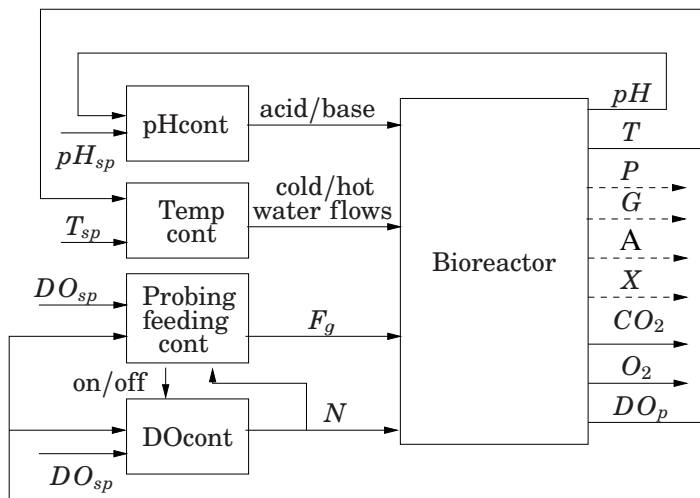 pH
pHcont
acid/base
pH_sp
T
P
G
A
X
CO_2
O_2
DO_p
Temp
cont
cold/hot
water flows
T_sp
Bioreactor
DO_sp
Probing
feeding
cont
F_g
on/off
DOcont
N
DO_sp